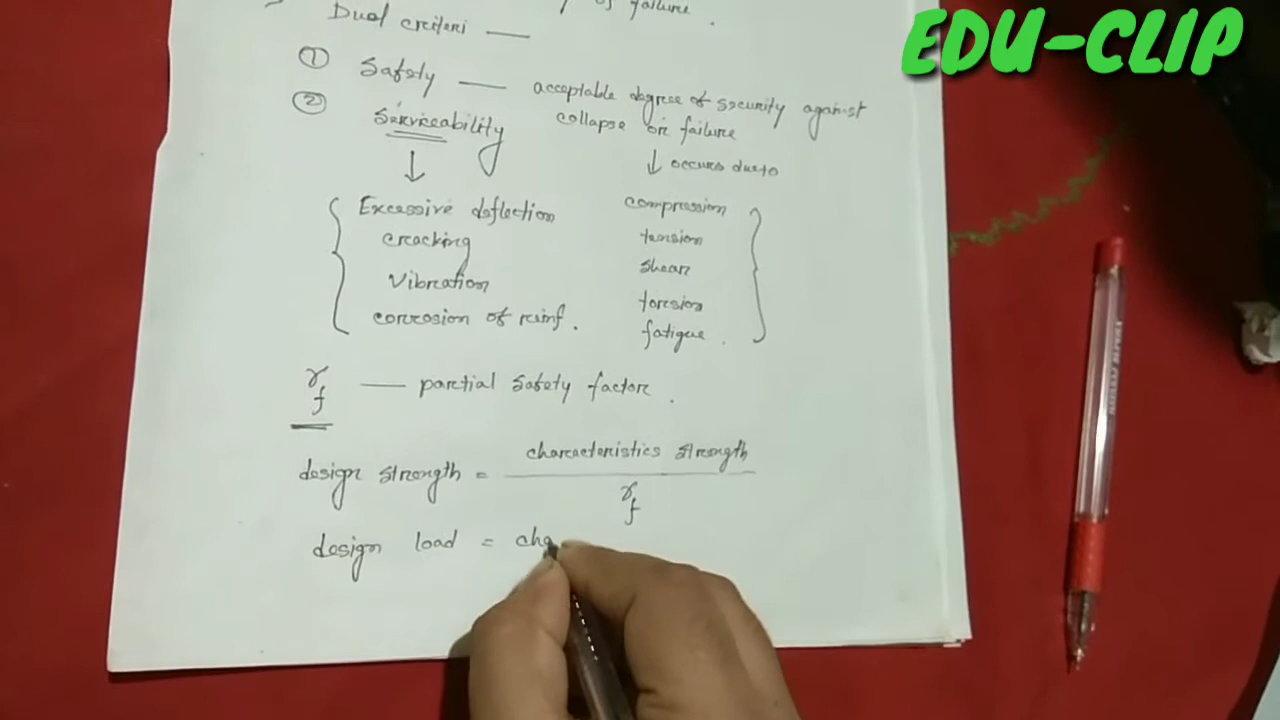 EDU-CLIP
of failure.
Dual criteri —
① Safety — acceptable degree of security against
collapse or failure
② Serviceability
↓ occurs due to
↓
Excessive deflection
cracking
Vibration
corrosion of reinf.
compression
tension
shear
torsion
fatigue.
γf — partial safety factor.
design strength = characteristics strength
γf
design load = cha